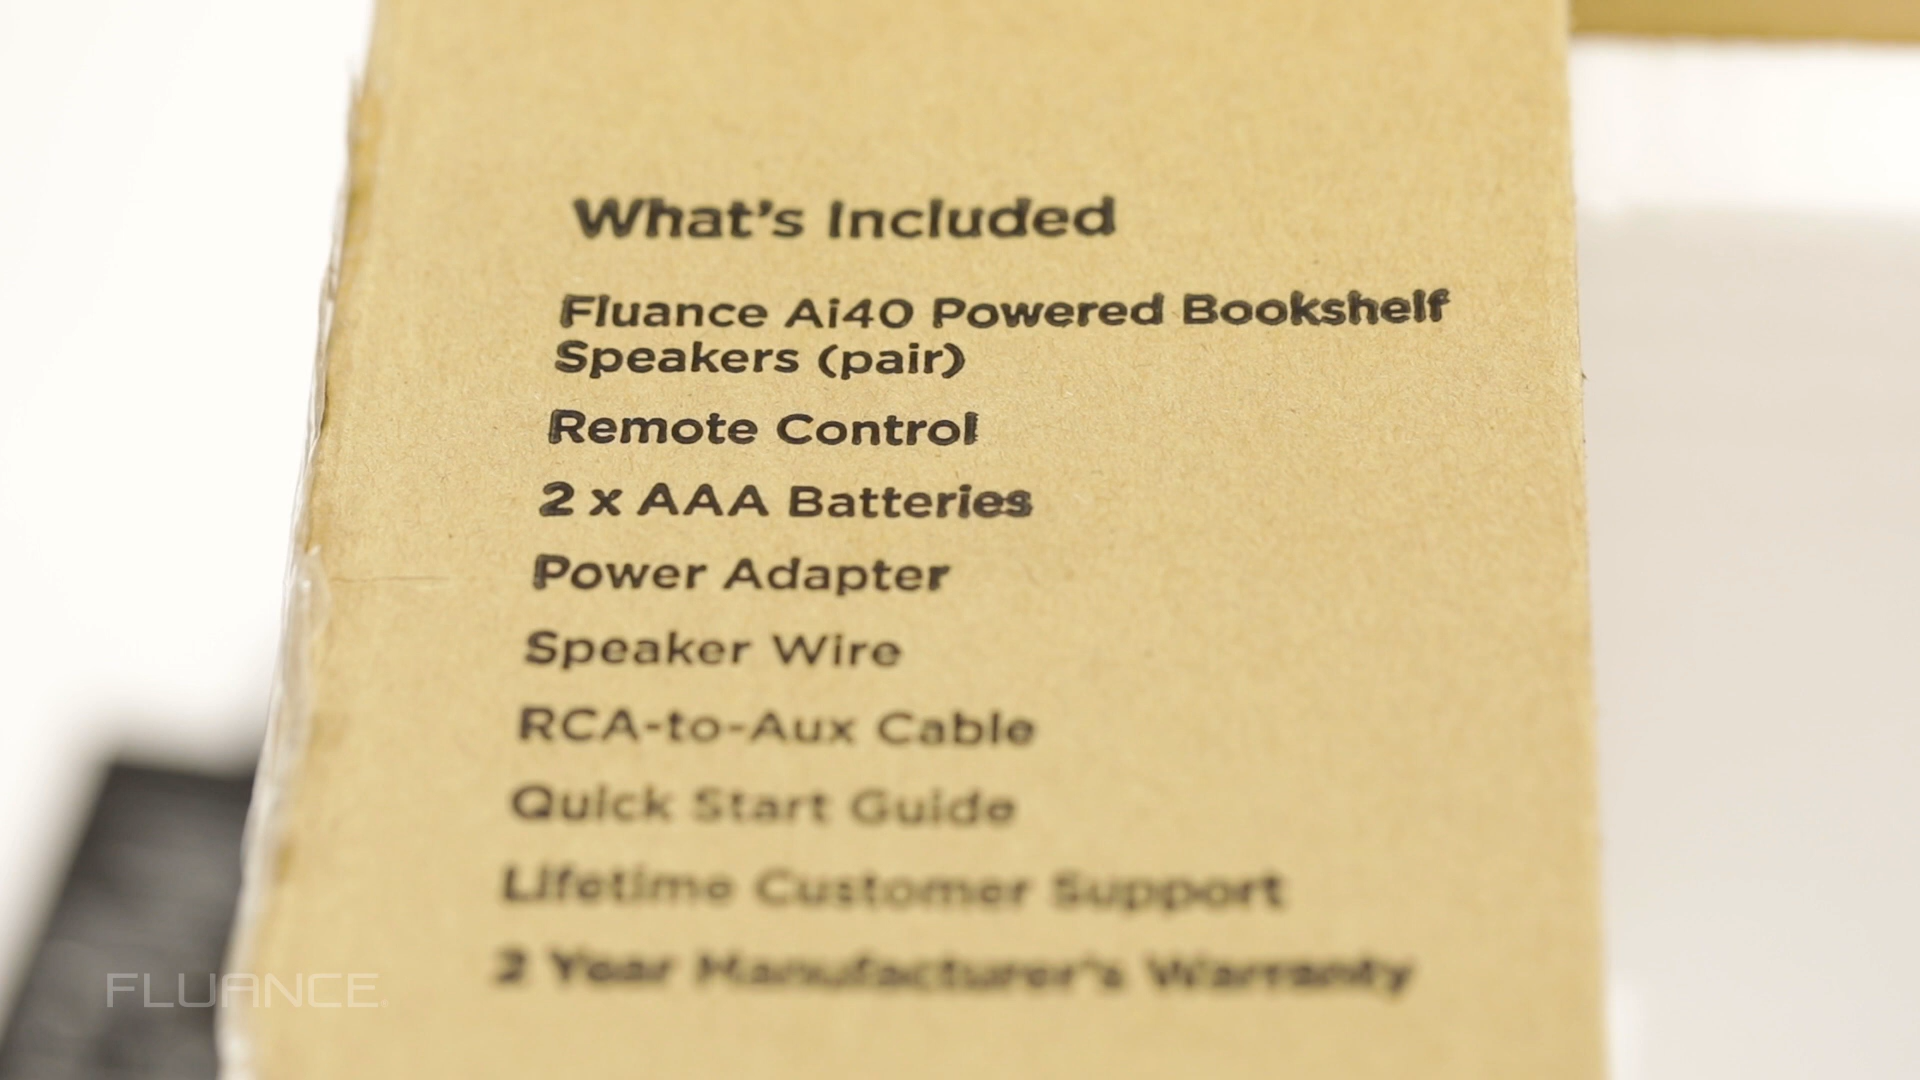 What's Included
Fluance Ai40 Powered Bookshelf
Speakers (pair)
Remote Control
2 x AAA Batteries
Power Adapter
Speaker Wire
RCA-to-Aux Cable
Quick Start Guide
Lifetime Customer Support
2 Year Manufacturer's Warranty
FLUANCE